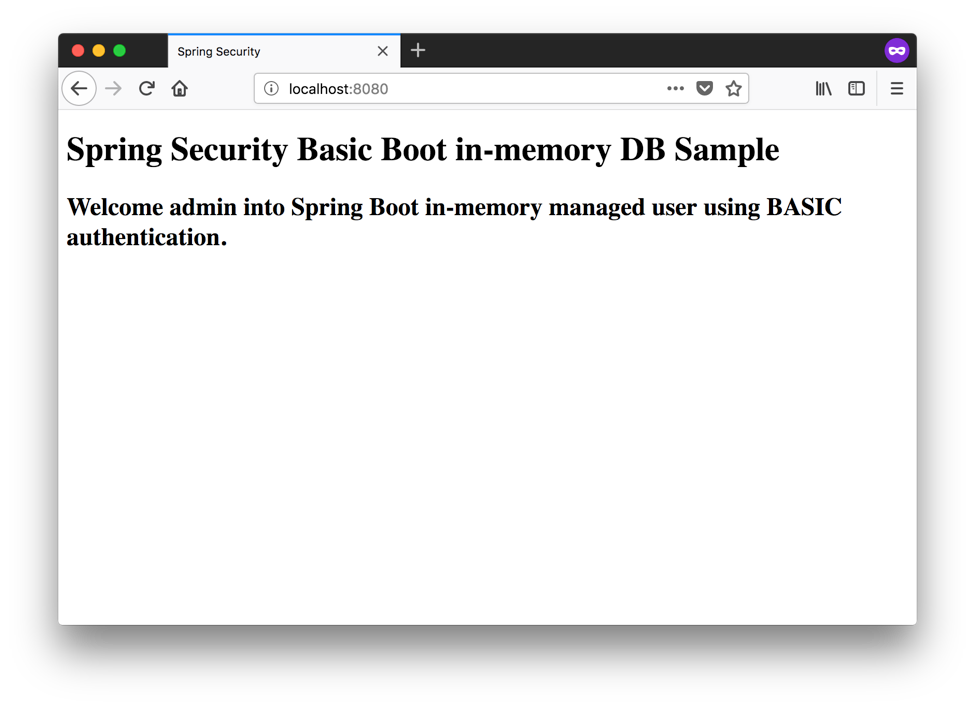 Spring Security
localhost:8080
Spring Security Basic Boot in-memory DB Sample
Welcome admin into Spring Boot in-memory managed user using BASIC
authentication.